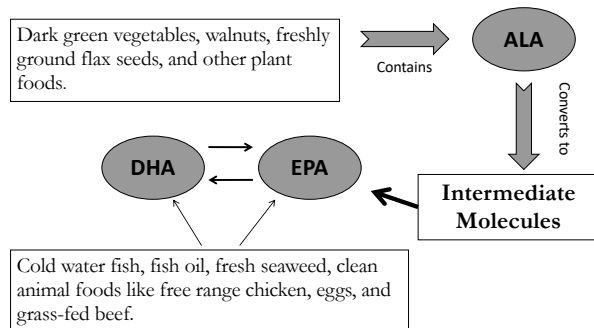 Dark green vegetables, walnuts, freshly
ground flax seeds, and other plant
foods.
Contains
ALA
Converts to
DHA
EPA
Intermediate
Molecules
Cold water fish, fish oil, fresh seaweed, clean
animal foods like free range chicken, eggs, and
grass-fed beef.